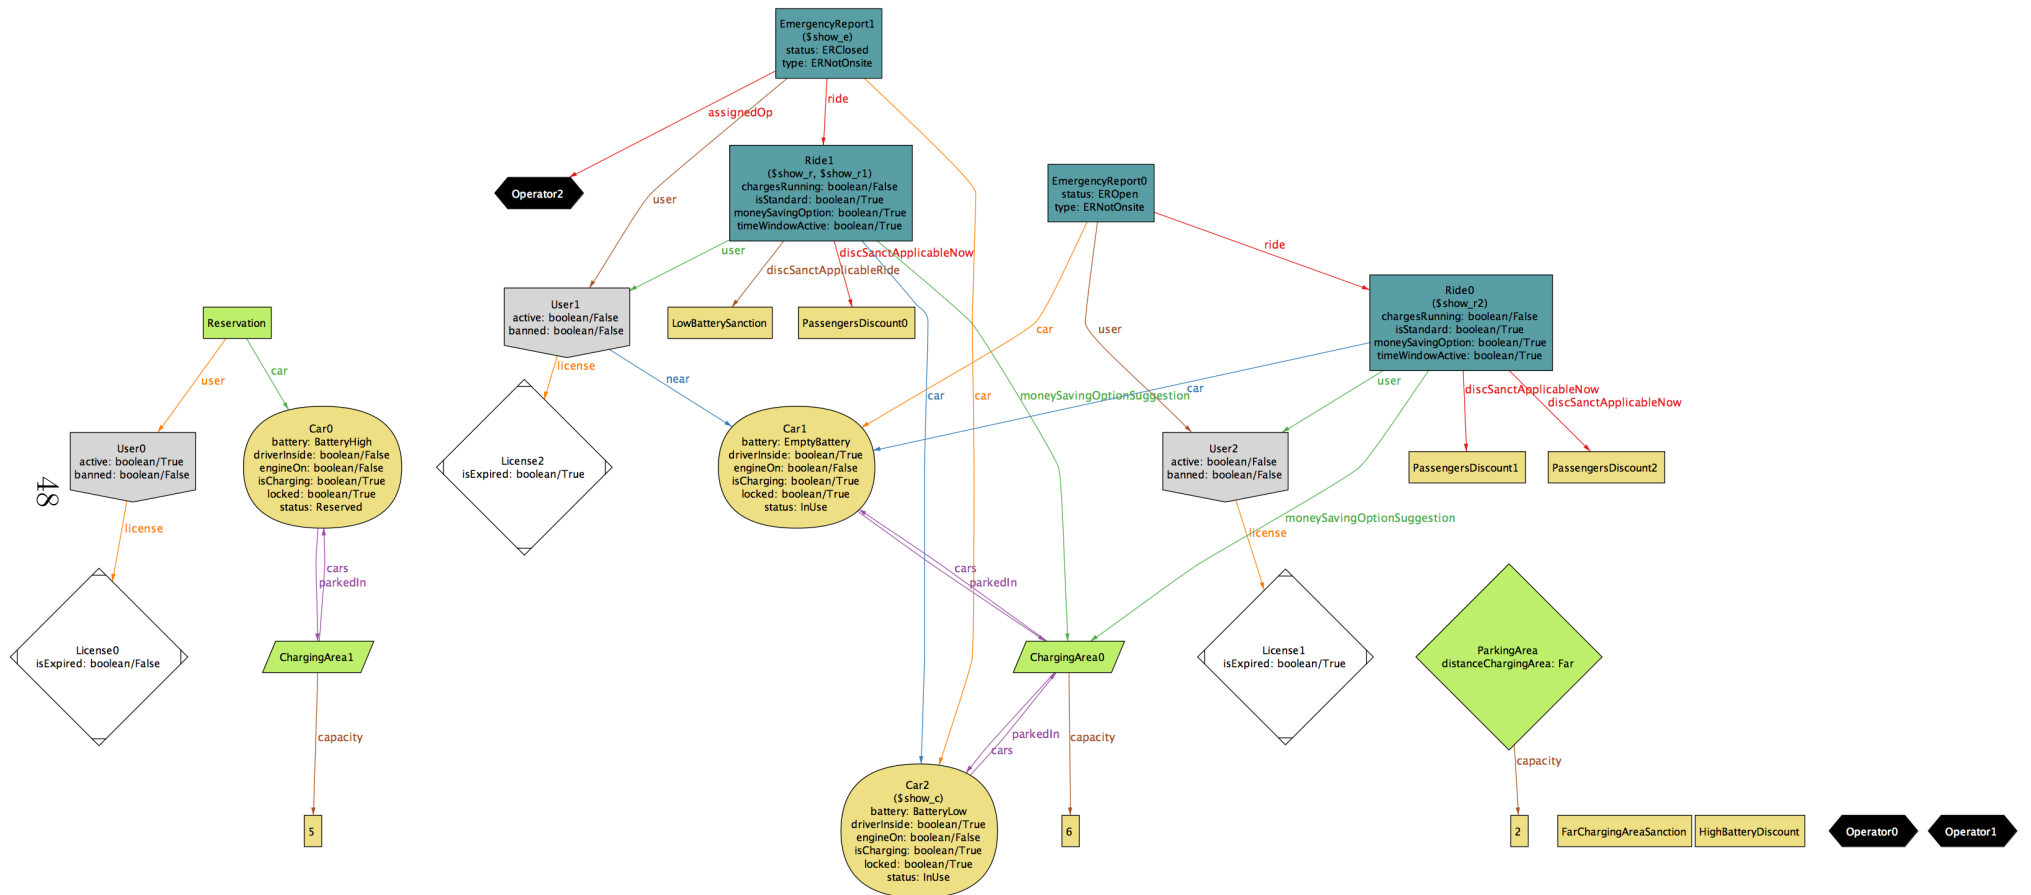 EmergencyReport1
($show_e)
status: ERClosed
type: ERNotOnsite
assignedOp
ride
user
car
Operator2
Ride1
($show_r, $show_r1)
chargesRunning: boolean/False
isStandard: boolean/True
moneySavingOption: boolean/True
timeWindowActive: boolean/True
EmergencyReport0
status: EROpen
type: ERNotOnsite
user
discSanctApplicableRide
discSanctApplicableNow
car
moneySavingOptionSuggestion
car
user
ride
Reservation
user
car
User1
active: boolean/False
banned: boolean/False
license
near
LowBatterySanction
PassengersDiscount0
Ride0
($show_r2)
chargesRunning: boolean/False
isStandard: boolean/True
moneySavingOption: boolean/True
timeWindowActive: boolean/True
car
user
discSanctApplicableNow
discSanctApplicableNow
moneySavingOptionSuggestion
48
User0
active: boolean/True
banned: boolean/False
license
Car0
battery: BatteryHigh
driverInside: boolean/False
engineOn: boolean/False
isCharging: boolean/True
locked: boolean/True
status: Reserved
License2
isExpired: boolean/True
Car1
battery: EmptyBattery
driverInside: boolean/True
engineOn: boolean/False
isCharging: boolean/True
locked: boolean/True
status: InUse
User2
active: boolean/False
banned: boolean/False
license
PassengersDiscount1
PassengersDiscount2
cars
parkedIn
cars
parkedIn
License0
isExpired: boolean/False
ChargingArea1
capacity
ChargingArea0
parkedIn
cars
capacity
License1
isExpired: boolean/True
ParkingArea
distanceChargingArea: Far
capacity
5
Car2
($show_c)
battery: BatteryLow
driverInside: boolean/True
engineOn: boolean/False
isCharging: boolean/True
locked: boolean/True
status: InUse
6
2
FarChargingAreaSanction
HighBatteryDiscount
Operator0
Operator1